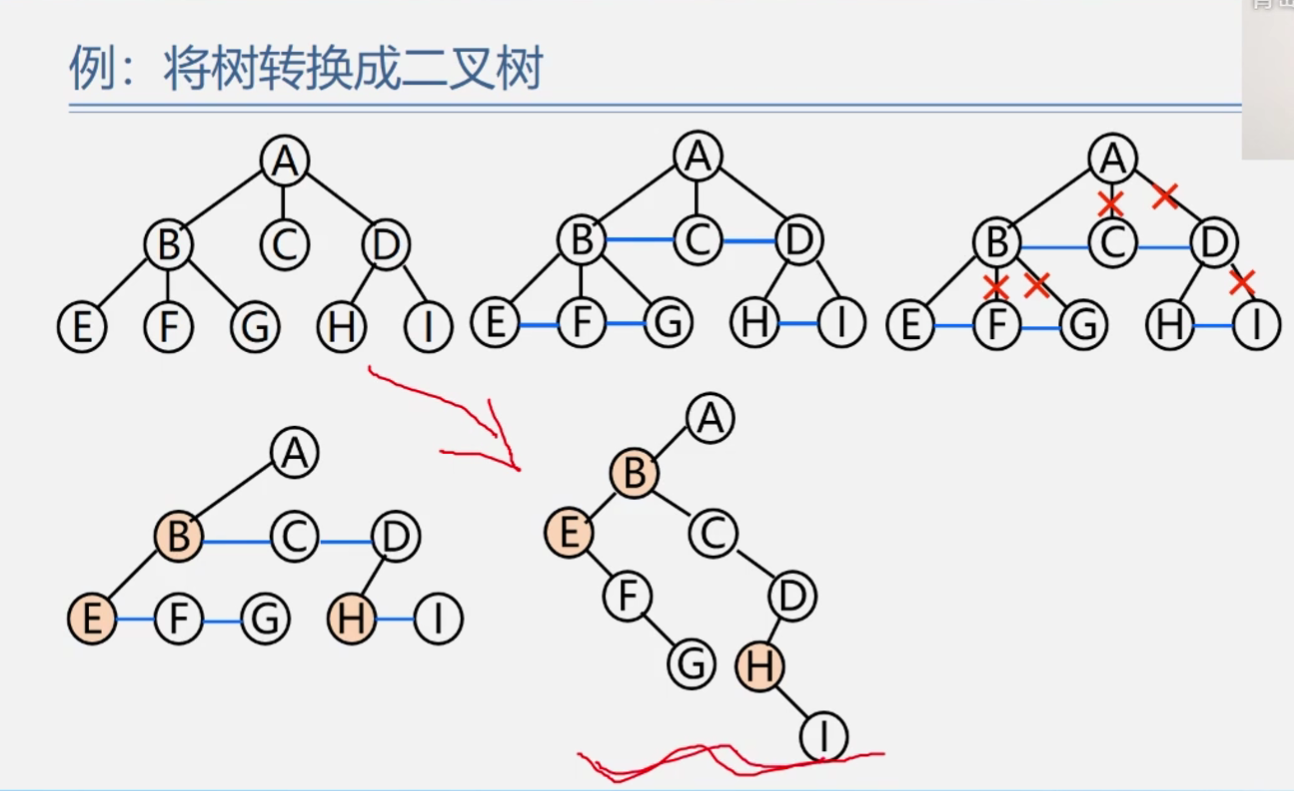 例：将树转换成二叉树
A A A
B C D B C D B C D
E F G H I E F G H I E F G H I
A
B C D
E F G H I
A
B
E C
F D
G H
I